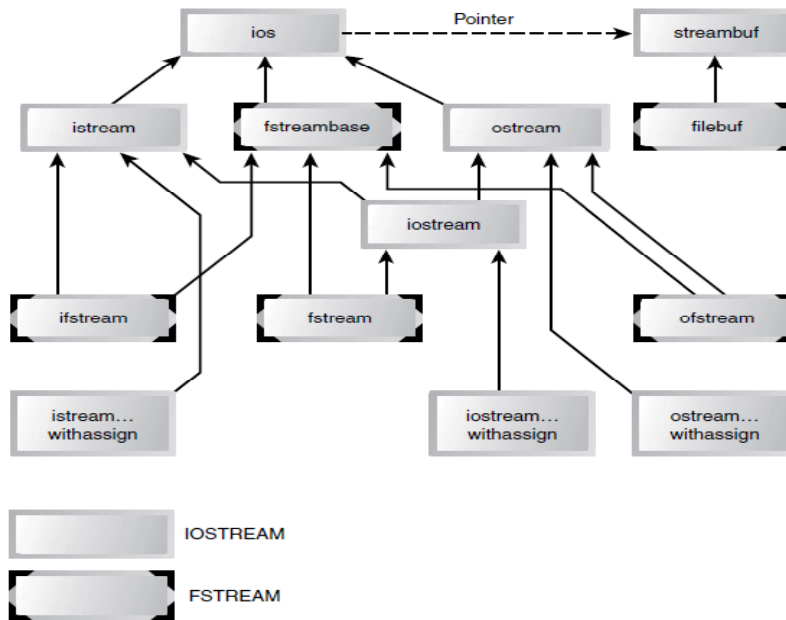 Pointer
ios
streambuf
istream
fstreambase
ostream
filebuf
iostream
ifstream
fstream
ofstream
istream...
withassign
iostream...
withassign
ostream...
withassign
IOSTREAM
FSTREAM